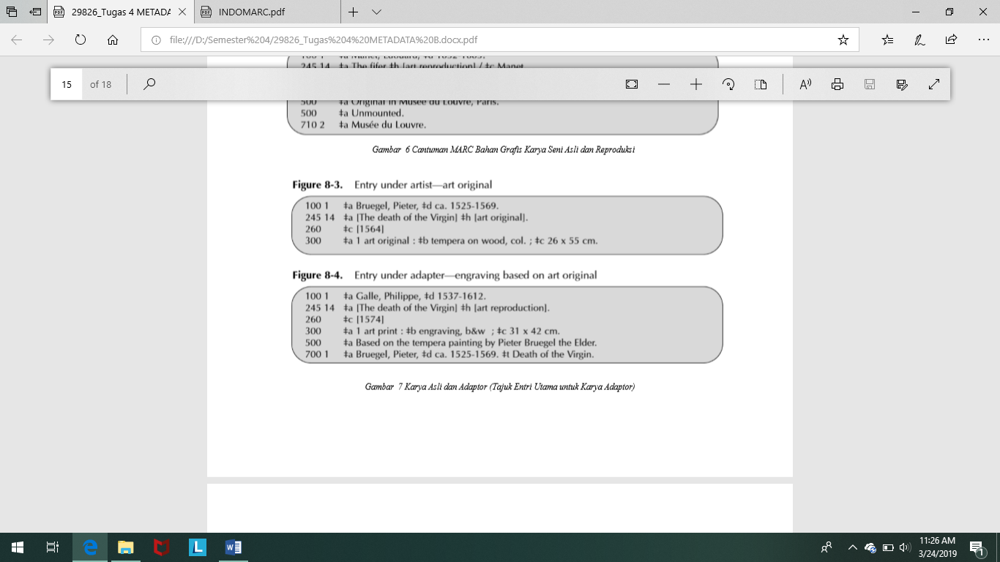 29826_Tugas 4 METADA
INDOMARC.pdf
file:///D:/Semester%204/29826_Tugas%204%20METADATA%20B.docx.pdf
245 14 ‡a The fifer ‡h [art reproduction] / ‡c Manet
15 of 18
500 ‡a Original in Musée du Louvre, Paris.
500 ‡a Unmounted.
710 2 ‡a Musée du Louvre.
Gambar 6 Cantuman MARC Bahan Grafis Karya Seni Asli dan Reproduksi
Figure 8-3. Entry under artist—art original
100 1 ‡a Bruegel, Pieter, ‡d ca. 1525-1569.
245 14 ‡a [The death of the Virgin] ‡h [art original].
260 ‡c [1564]
300 ‡a 1 art original : ‡b tempera on wood, col. ; ‡c 26 x 55 cm.
Figure 8-4. Entry under adapter—engraving based on art original
100 1 ‡a Galle, Philippe, ‡d 1537-1612.
245 14 ‡a [The death of the Virgin] ‡h [art reproduction].
260 ‡c [1574]
300 ‡a 1 art print : ‡b engraving, b&w ; ‡c 31 x 42 cm.
500 ‡a Based on the tempera painting by Pieter Bruegel the Elder.
700 1 ‡a Bruegel, Pieter, ‡d ca. 1525-1569. ‡t Death of the Virgin.
Gambar 7 Karya Asli dan Adaptor (Tajuk Entri Utama untuk Karya Adaptor)
11:26 AM
3/24/2019